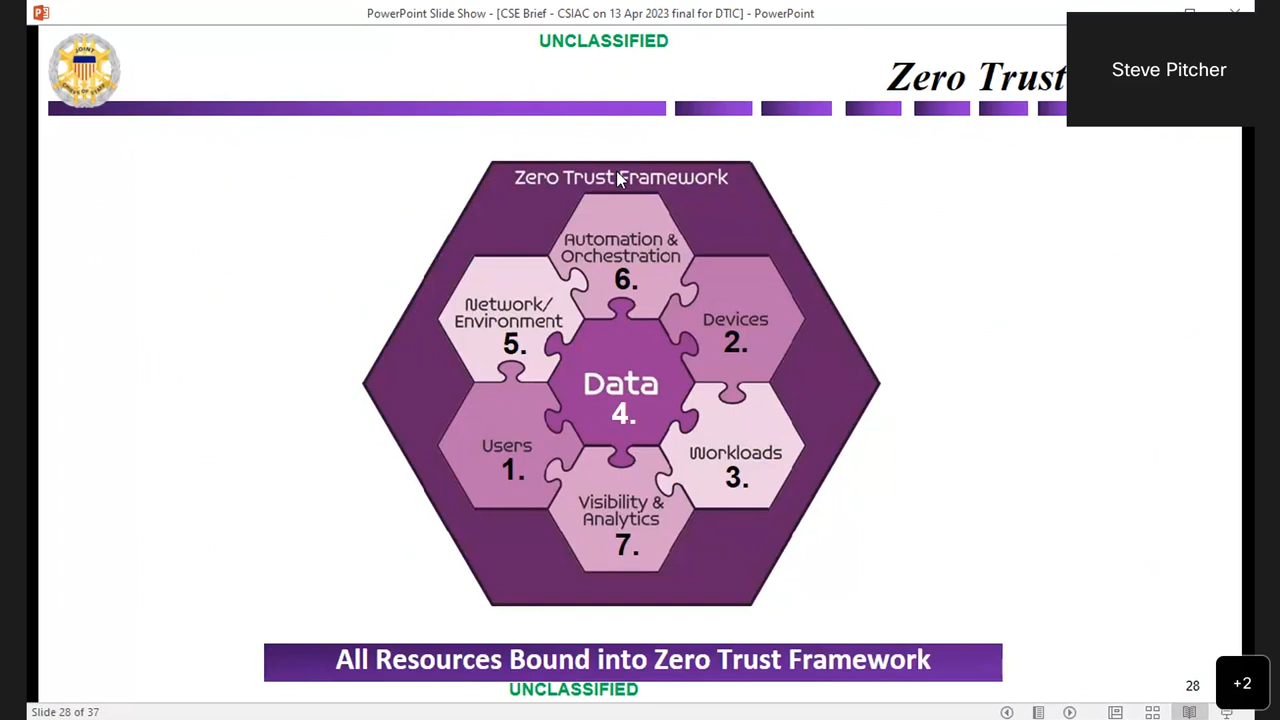 PowerPoint Slide Show - [CSE Brief - CSIAC on 13 Apr 2023 final for DTIC] - PowerPoint
UNCLASSIFIED
Zero Trust
Steve Pitcher
Zero Trust Framework
Automation &
Orchestration
6.
Network/
Environment
5.
Devices
2.
Data
4.
Users
1.
Workloads
3.
Visibility &
Analytics
7.
All Resources Bound into Zero Trust Framework
UNCLASSIFIED
28
+2
Slide 28 of 37